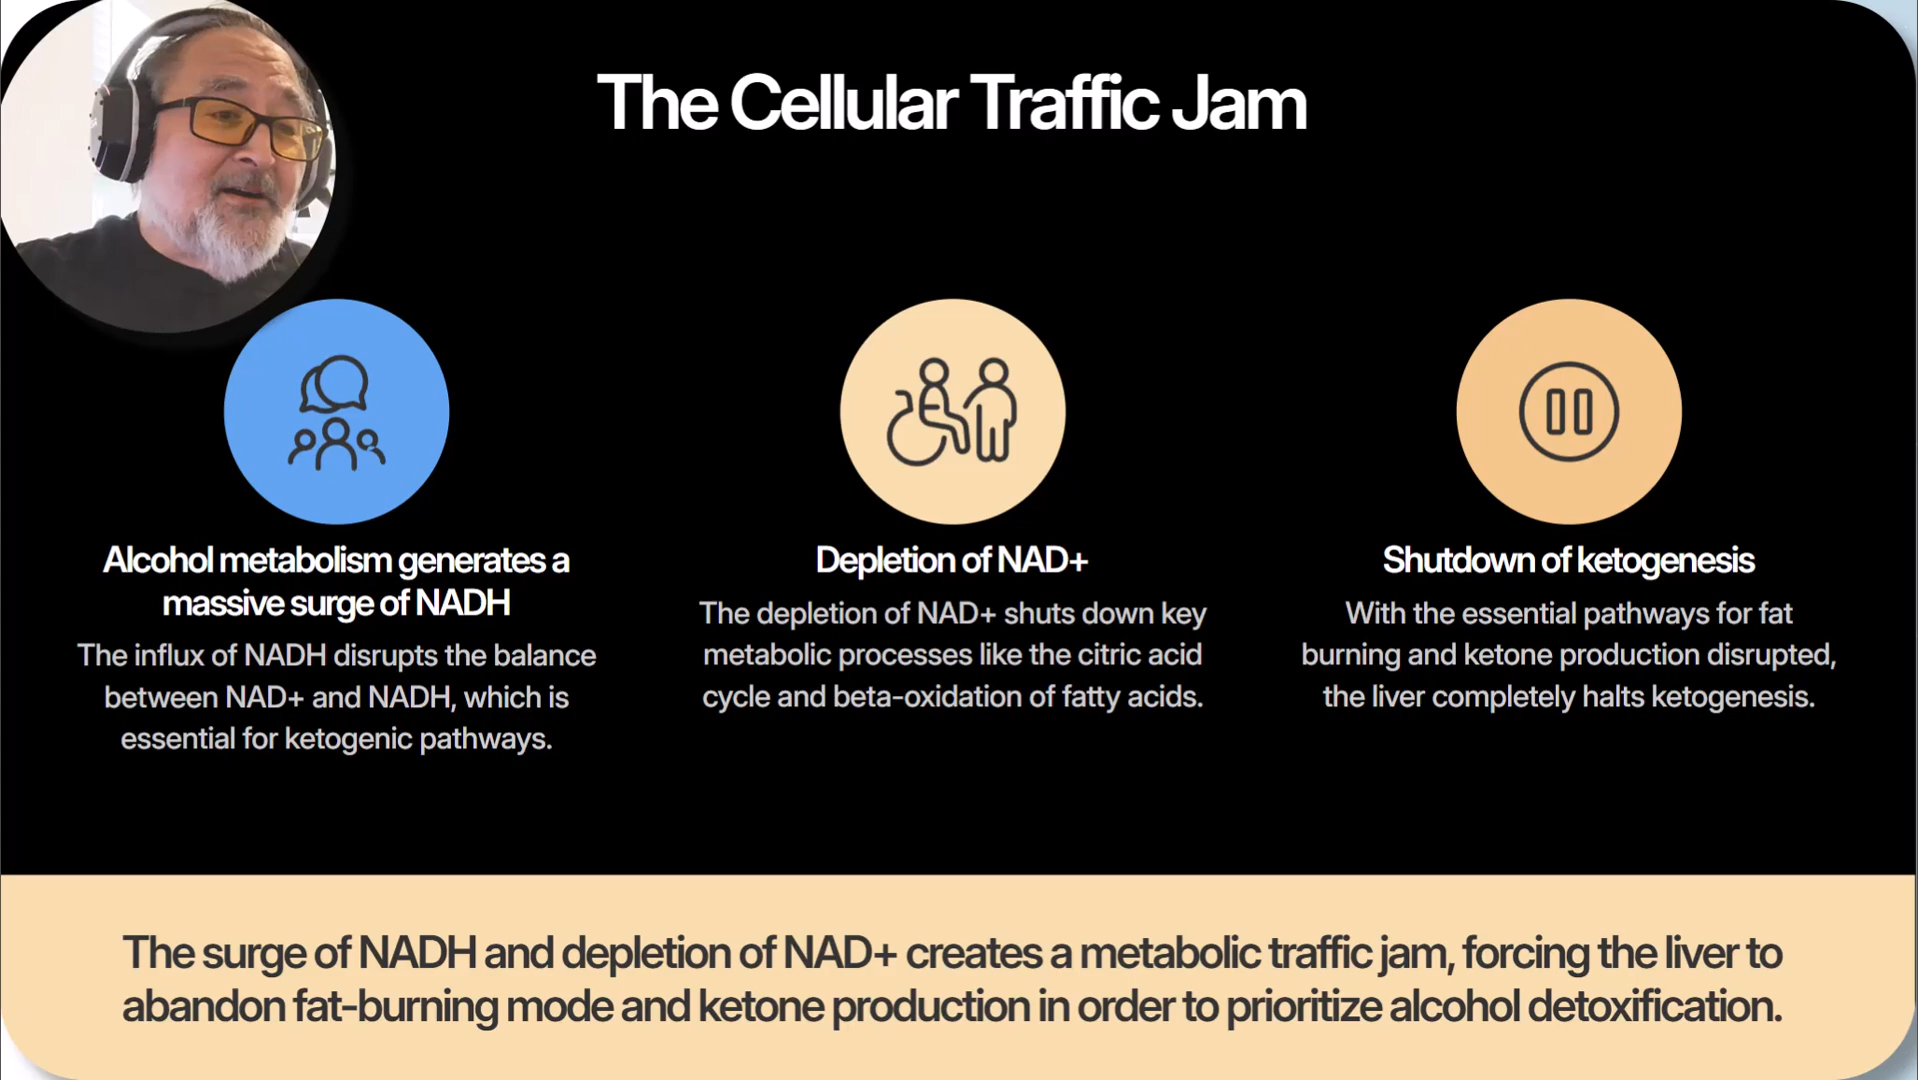 The Cellular Traffic Jam
Alcohol metabolism generates a
massive surge of NADH
The influx of NADH disrupts the balance
between NAD+ and NADH, which is
essential for ketogenic pathways.
Depletion of NAD+
The depletion of NAD+ shuts down key
metabolic processes like the citric acid
cycle and beta-oxidation of fatty acids.
Shutdown of ketogenesis
With the essential pathways for fat
burning and ketone production disrupted,
the liver completely halts ketogenesis.
The surge of NADH and depletion of NAD+ creates a metabolic traffic jam, forcing the liver to
abandon fat-burning mode and ketone production in order to prioritize alcohol detoxification.